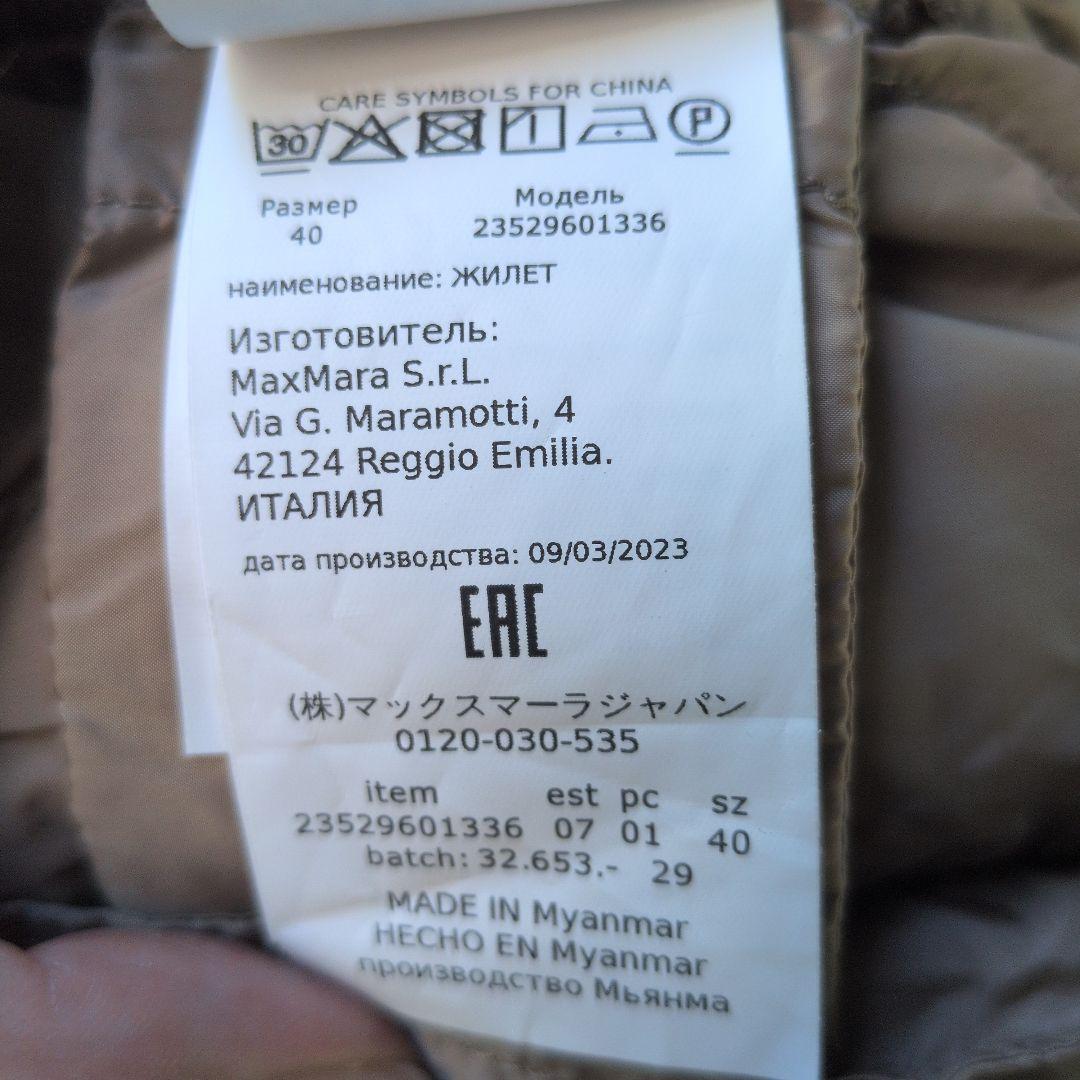 CARE SYMBOLS FOR CHINA
30 P
Размер Модель
40 23529601336
наименование: ЖИЛЕТ
Изготовитель:
MaxMara S.r.L.
Via G. Maramotti, 4
42124 Reggio Emilia.
ИТАЛИЯ
дата производства: 09/03/2023
EAC
(株)マックスマーラジャパン
0120-030-535
item est pc sz
23529601336 07 01 40
batch: 32.653.- 29
MADE IN Myanmar
HECHO EN Myanmar
производство Мьянма